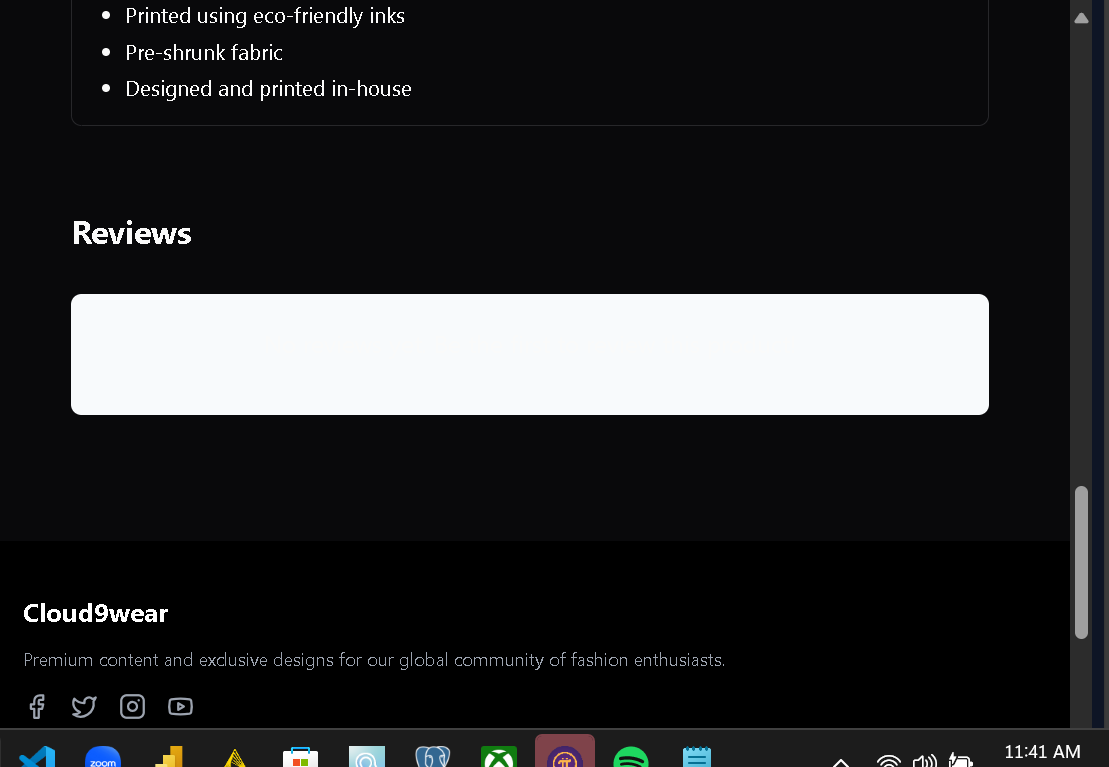 Printed using eco-friendly inks
Pre-shrunk fabric
Designed and printed in-house
Reviews
Cloud9wear
Premium content and exclusive designs for our global community of fashion enthusiasts.
zoom
11:41 AM